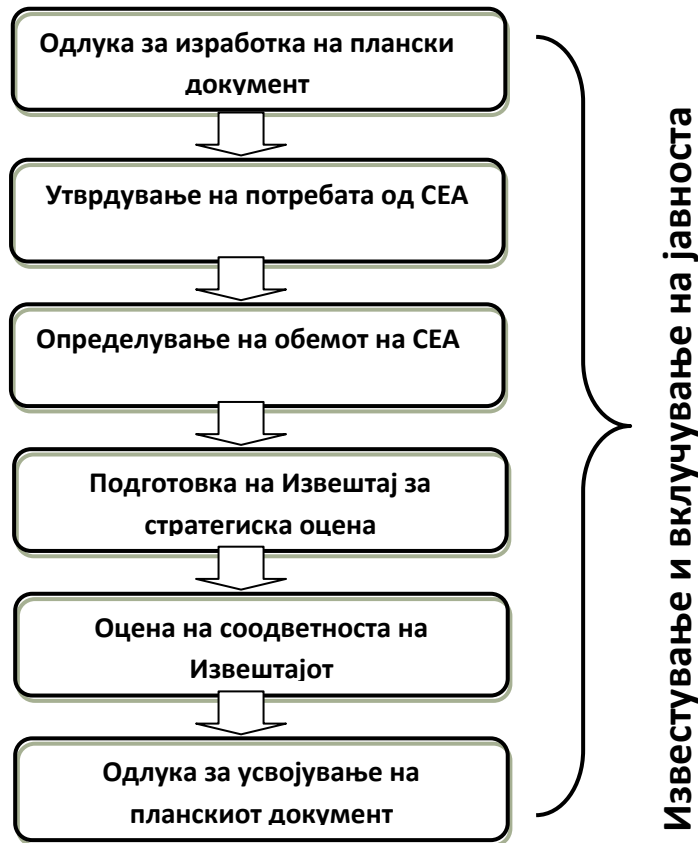 Одлука за изработка на плански
документ
Утврдување на потребата од СЕА
Определување на обемот на СЕА
Подготовка на Извештај за
стратегиска оцена
Оцена на соодветноста на
Извештајот
Одлука за усвојување на
планскиот документ
Известување и вклучување на јавноста